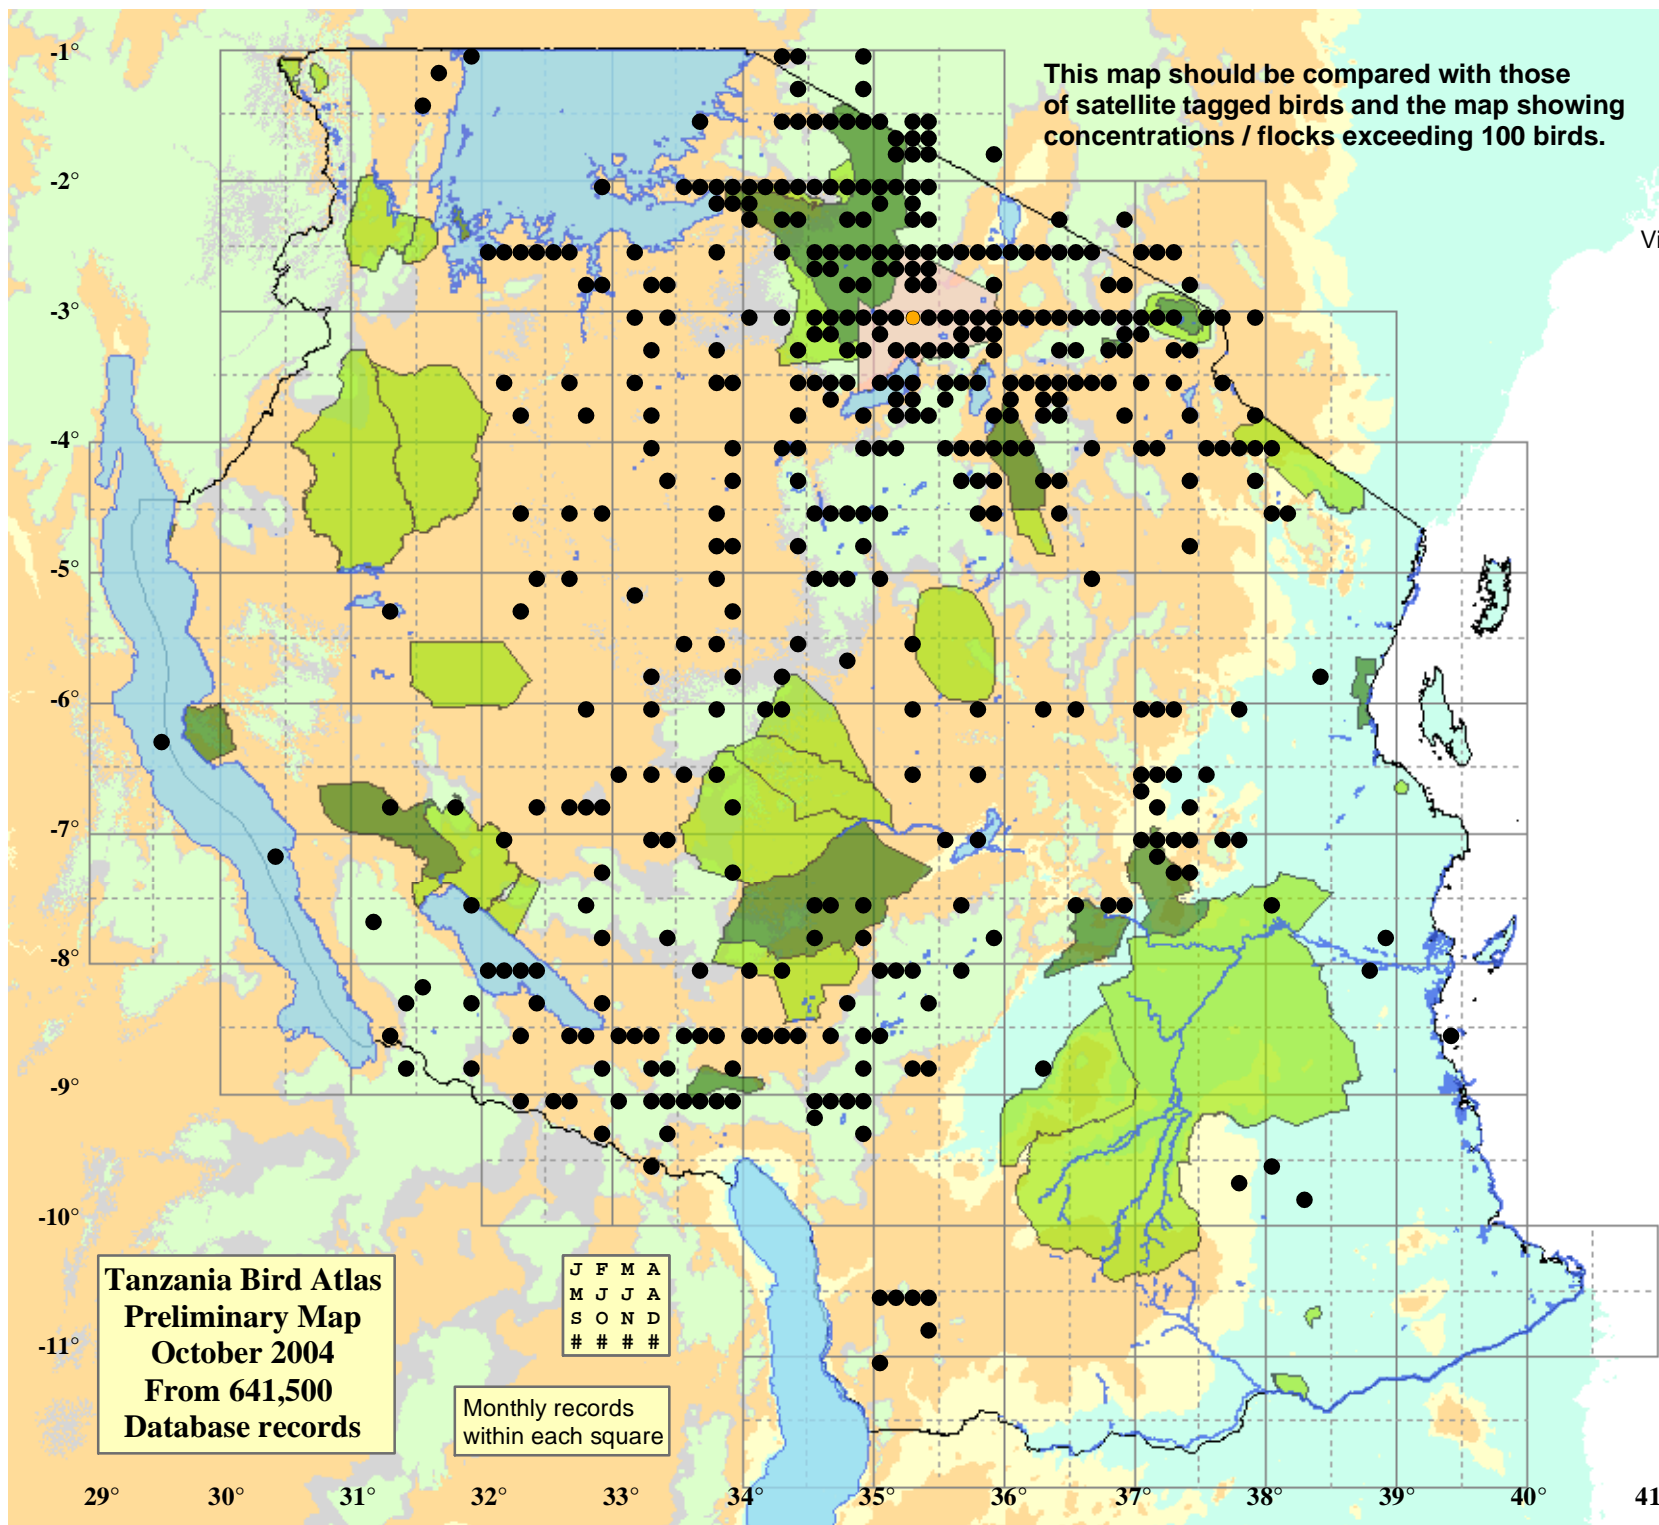 -1°
This map should be compared with those
of satellite tagged birds and the map showing
concentrations / flocks exceeding 100 birds.
-2°
Vi
-3°
-4°
-5°
-6°
-7°
-8°
-9°
-10°
-11°
Tanzania Bird Atlas
Preliminary Map
October 2004
From 641,500
Database records
J F M A
M J J A
S O N D
# # # #
Monthly records
within each square
29° 30° 31° 32° 33° 34° 35° 36° 37° 38° 39° 40° 41